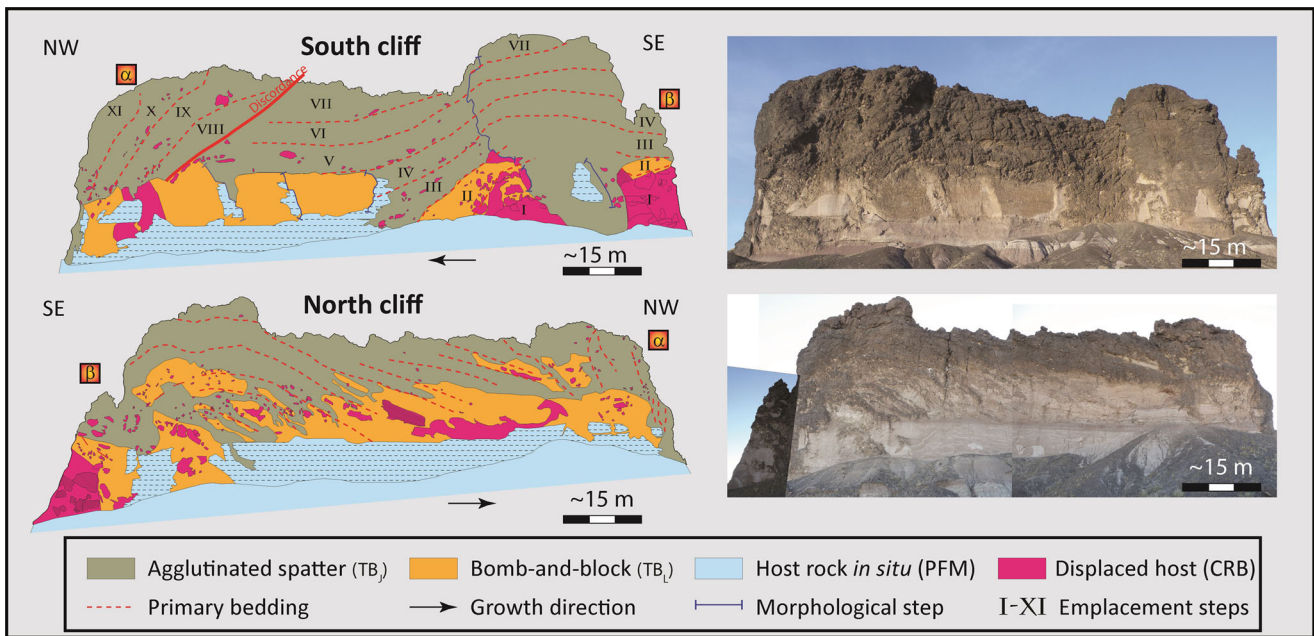 NW South cliff SE
α
β
Discordance
XI X IX VIII VII VI V IV III II I VII IV III II I
~15 m
~15 m
SE North cliff NW
β
α
~15 m
~15 m
Agglutinated spatter (TBJ) Bomb-and-block (TBL) Host rock in situ (PFM) Displaced host (CRB)
Primary bedding Growth direction Morphological step I-XI Emplacement steps